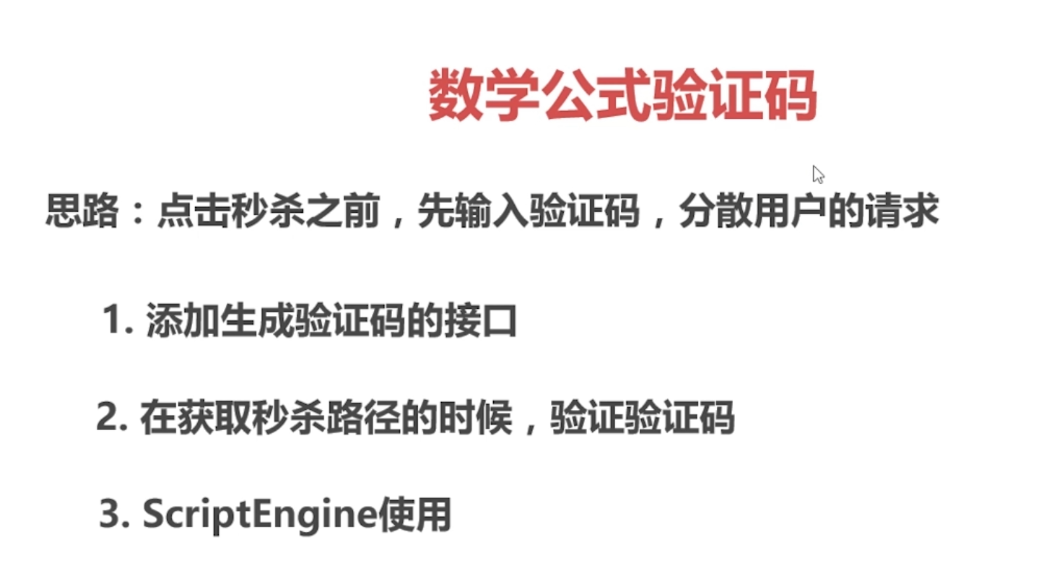 数学公式验证码
思路：点击秒杀之前，先输入验证码，分散用户的请求
1. 添加生成验证码的接口
2. 在获取秒杀路径的时候，验证验证码
3. ScriptEngine使用